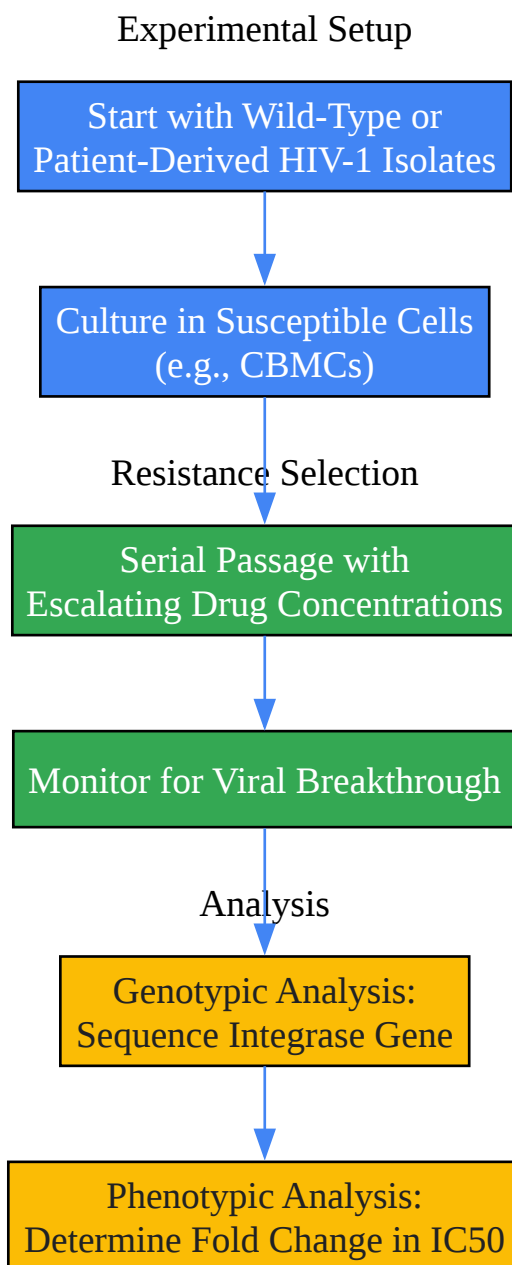 Experimental Setup
Start with Wild-Type or
Patient-Derived HIV-1 Isolates
Culture in Susceptible Cells
(e.g., CBMCs)
Resistance Selection
Serial Passage with
Escalating Drug Concentrations
Monitor for Viral Breakthrough
Analysis
Genotypic Analysis:
Sequence Integrase Gene
Phenotypic Analysis:
Determine Fold Change in IC50